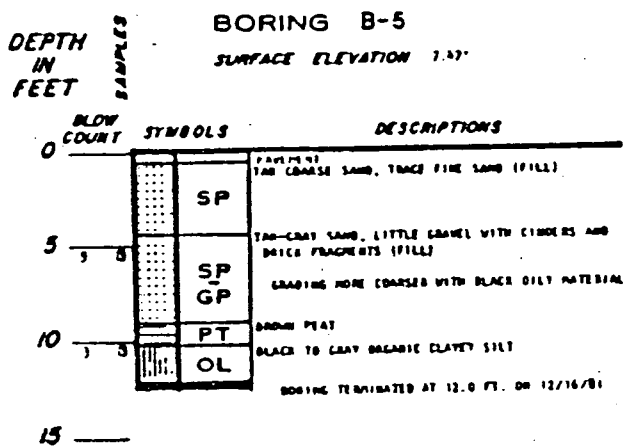 BORING B-5
SURFACE ELEVATION 7.47'
DEPTH
IN
FEET
SAMPLES
BLOW
COUNT
SYMBOLS
DESCRIPTIONS
0
PAVEMENT
TAN COARSE SAND, TRACE FINE SAND (FILL)
SP
TAN-GRAY SAND, LITTLE GRAVEL WITH CINDERS AND
BRICK FRAGMENTS (FILL)
5
SP
-
GP
GRADING MORE COARSER WITH BLACK OILY MATERIAL
BROWN PEAT
PT
10
BLACK TO GRAY ORGANIC CLAYEY SILT
OL
BORING TERMINATED AT 12.0 FT. ON 12/16/81
15